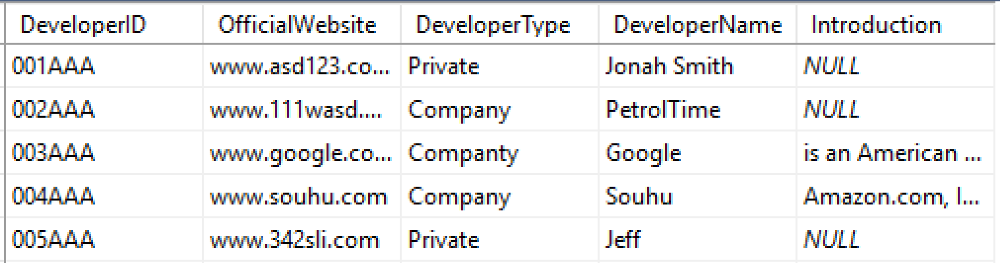 DeveloperID OfficialWebsite DeveloperType DeveloperName Introduction
001AAA www.asd123.co... Private Jonah Smith NULL
002AAA www.111wasd.... Company PetrolTime NULL
003AAA www.google.co... Companty Google is an American ...
004AAA www.souhu.com Company Souhu Amazon.com, I...
005AAA www.342sli.com Private Jeff NULL